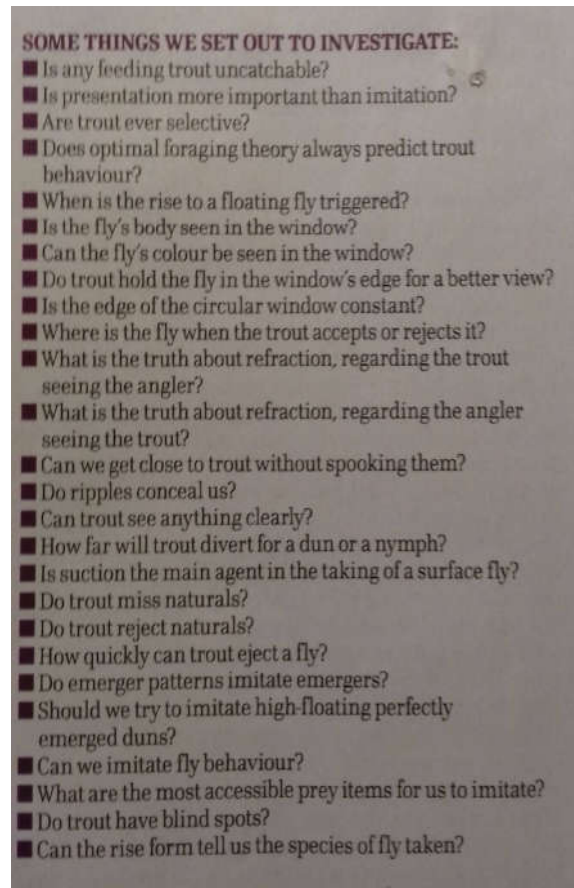 SOME THINGS WE SET OUT TO INVESTIGATE:
■ Is any feeding trout uncatchable?
■ Is presentation more important than imitation?
■ Are trout ever selective?
■ Does optimal foraging theory always predict trout
behaviour?
■ When is the rise to a floating fly triggered?
■ Is the fly's body seen in the window?
■ Can the fly's colour be seen in the window?
■ Do trout hold the fly in the window's edge for a better view?
■ Is the edge of the circular window constant?
■ Where is the fly when the trout accepts or rejects it?
■ What is the truth about refraction, regarding the trout
seeing the angler?
■ What is the truth about refraction, regarding the angler
seeing the trout?
■ Can we get close to trout without spooking them?
■ Do ripples conceal us?
■ Can trout see anything clearly?
■ How far will trout divert for a dun or a nymph?
■ Is suction the main agent in the taking of a surface fly?
■ Do trout miss naturals?
■ Do trout reject naturals?
■ How quickly can trout eject a fly?
■ Do emerger patterns imitate emergers?
■ Should we try to imitate high-floating perfectly
emerged duns?
■ Can we imitate fly behaviour?
■ What are the most accessible prey items for us to imitate?
■ Do trout have blind spots?
■ Can the rise form tell us the species of fly taken?